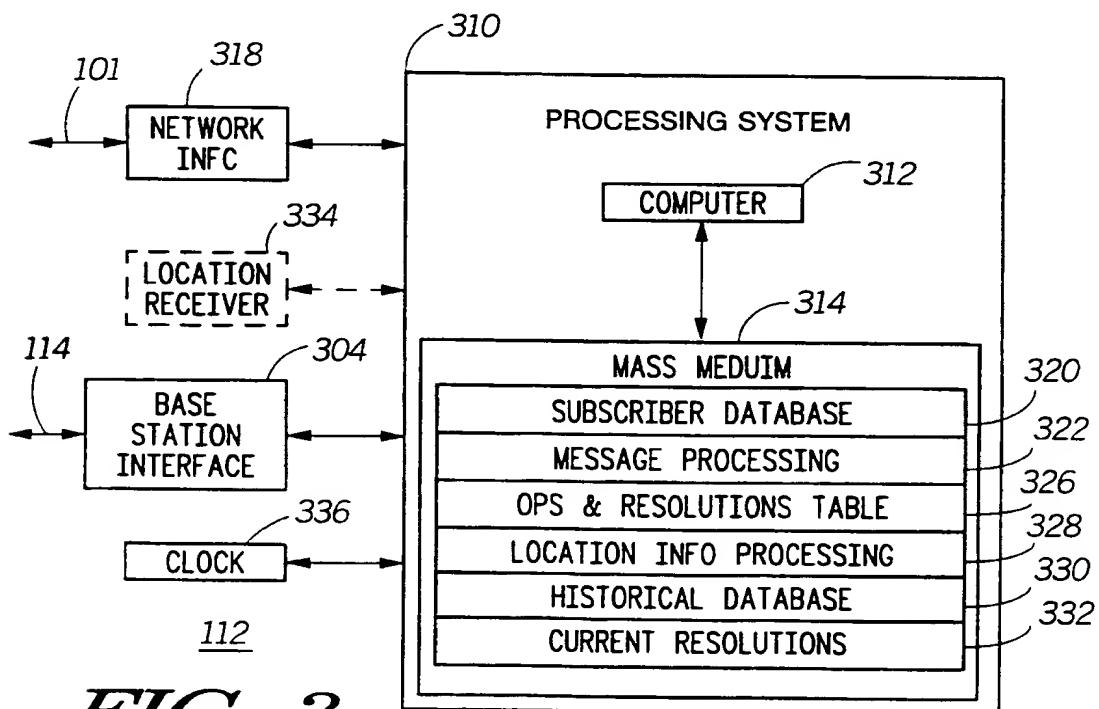 310
101
318
NETWORK
INFC
PROCESSING SYSTEM
312
COMPUTER
334
LOCATION
RECEIVER
314
114
304
MASS MEDUIM
320
BASE
STATION
INTERFACE
SUBSCRIBER DATABASE
322
MESSAGE PROCESSING
326
OPS & RESOLUTIONS TABLE
336
328
CLOCK
LOCATION INFO PROCESSING
330
HISTORICAL DATABASE
332
112
CURRENT RESOLUTIONS
FIG. 3